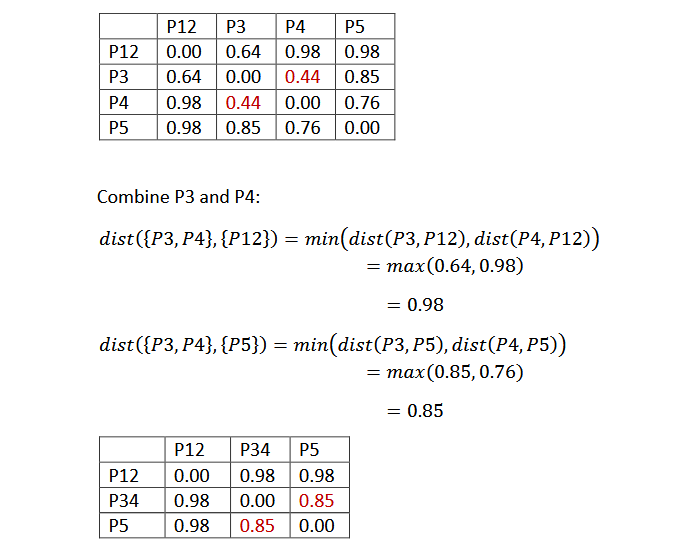 P12 P3 P4 P5
P12 0.00 0.64 0.98 0.98
P3 0.64 0.00 0.44 0.85
P4 0.98 0.44 0.00 0.76
P5 0.98 0.85 0.76 0.00
Combine P3 and P4:
dist({P3, P4}, {P12}) = min(dist(P3, P12), dist(P4, P12))
= max(0.64, 0.98)
= 0.98
dist({P3, P4}, {P5}) = min(dist(P3, P5), dist(P4, P5))
= max(0.85, 0.76)
= 0.85
P12 P34 P5
P12 0.00 0.98 0.98
P34 0.98 0.00 0.85
P5 0.98 0.85 0.00